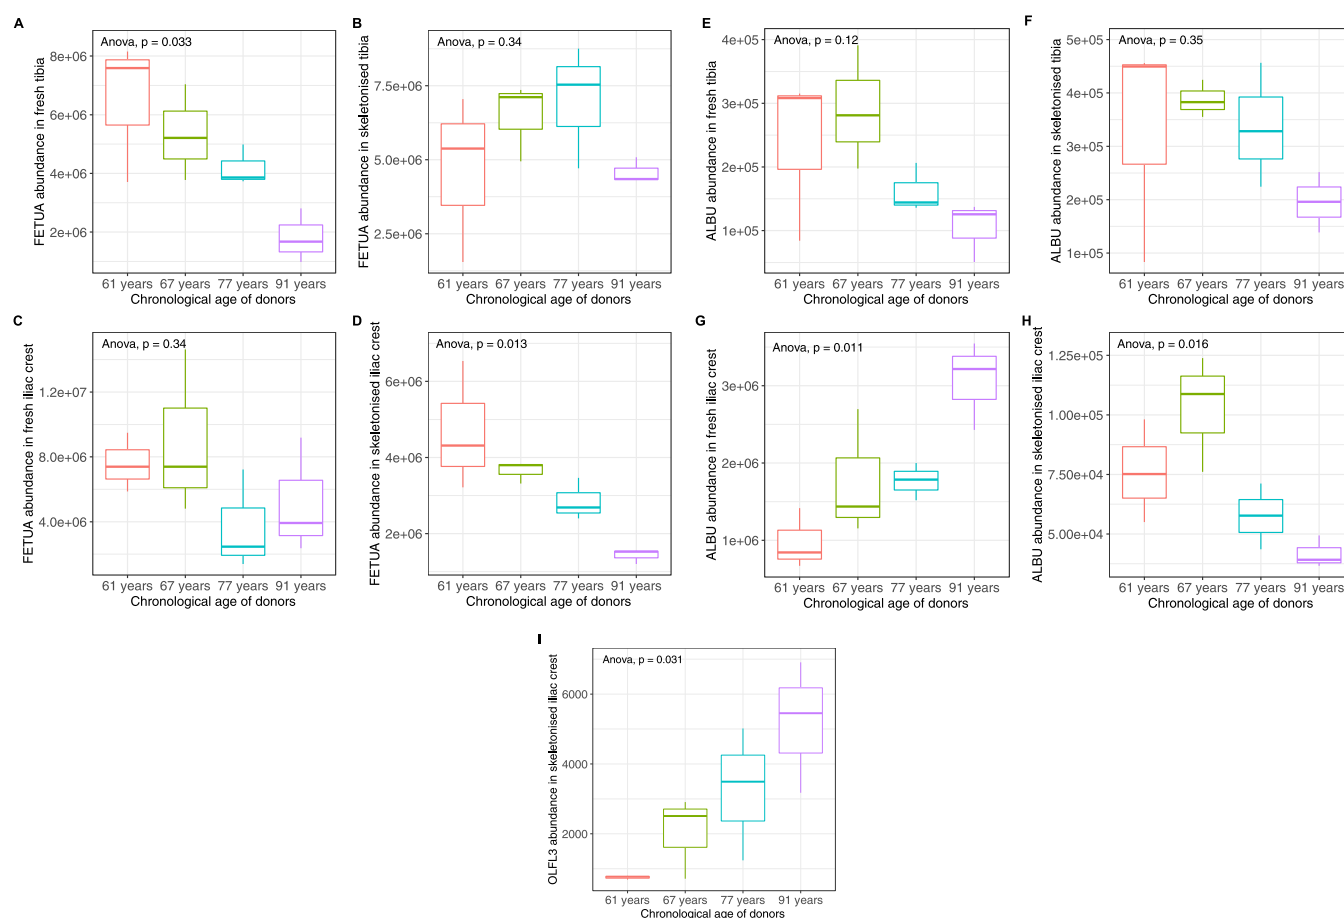 A
Anova, p = 0.033
FETUA abundance in fresh tibia
8e+06
6e+06
4e+06
2e+06
61 years 67 years 77 years 91 years
Chronological age of donors
B
Anova, p = 0.34
FETUA abundance in skeletonised tibia
7.5e+06
5.0e+06
2.5e+06
61 years 67 years 77 years 91 years
Chronological age of donors
E
Anova, p = 0.12
ALBU abundance in fresh tibia
4e+05
3e+05
2e+05
1e+05
61 years 67 years 77 years 91 years
Chronological age of donors
F
Anova, p = 0.35
ALBU abundance in skeletonised tibia
5e+05
4e+05
3e+05
2e+05
1e+05
61 years 67 years 77 years 91 years
Chronological age of donors
C
Anova, p = 0.34
FETUA abundance in fresh iliac crest
1.2e+07
8.0e+06
4.0e+06
61 years 67 years 77 years 91 years
Chronological age of donors
D
Anova, p = 0.013
FETUA abundance in skeletonised iliac crest
6e+06
4e+06
2e+06
61 years 67 years 77 years 91 years
Chronological age of donors
G
Anova, p = 0.011
ALBU abundance in fresh iliac crest
3e+06
2e+06
1e+06
61 years 67 years 77 years 91 years
Chronological age of donors
H
Anova, p = 0.016
ALBU abundance in skeletonised iliac crest
1.25e+05
1.00e+05
7.50e+04
5.00e+04
61 years 67 years 77 years 91 years
Chronological age of donors
I
Anova, p = 0.031
OLFL3 abundance in skeletonised iliac crest
6000
4000
2000
61 years 67 years 77 years 91 years
Chronological age of donors